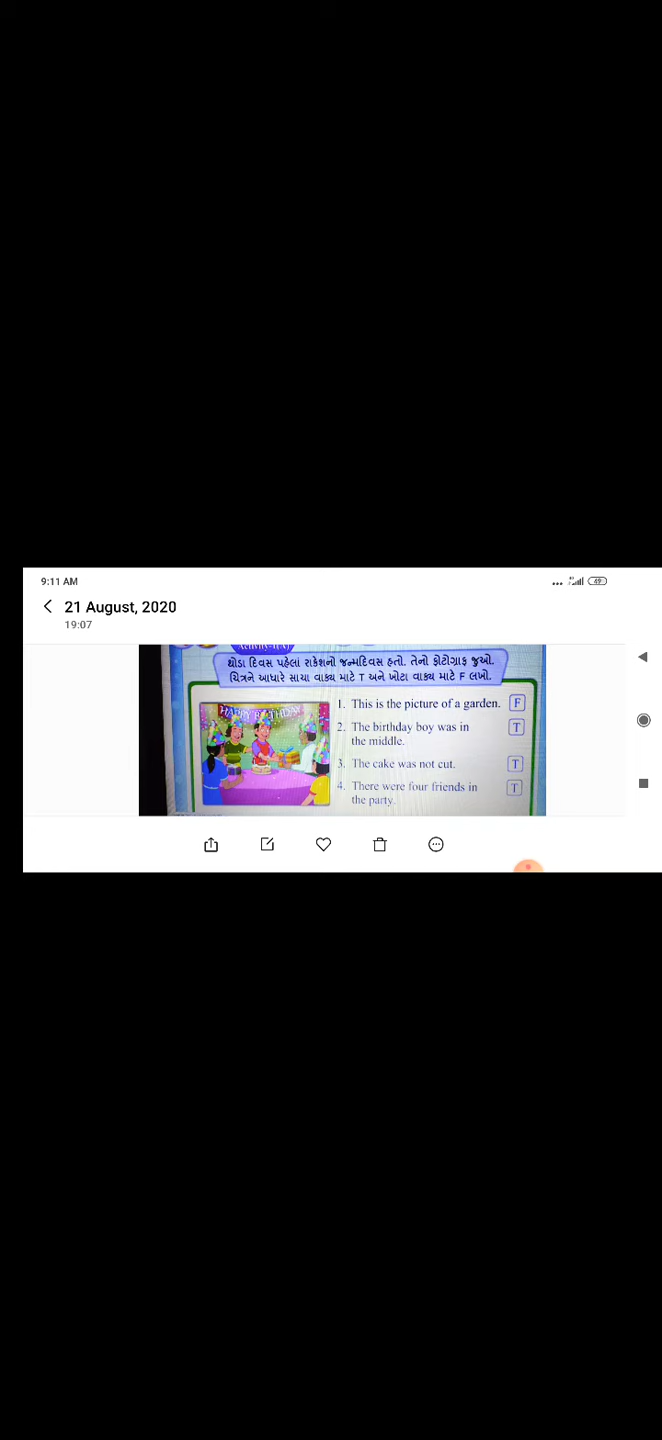 9:11 AM
49
21 August, 2020
19:07
થોડા દિવસ પહેલાં રાકેશનો જન્મદિવસ હતો. તેનો ફોટોગ્રાફ જુઓ.
ચિત્રને આધારે સાચા વાક્ય માટે T અને ખોટા વાક્ય માટે F લખો.
HAPPY BIRTHDAY
1. This is the picture of a garden. F
2. The birthday boy was in T
the middle.
3. The cake was not cut. T
4. There were four friends in T
the party.